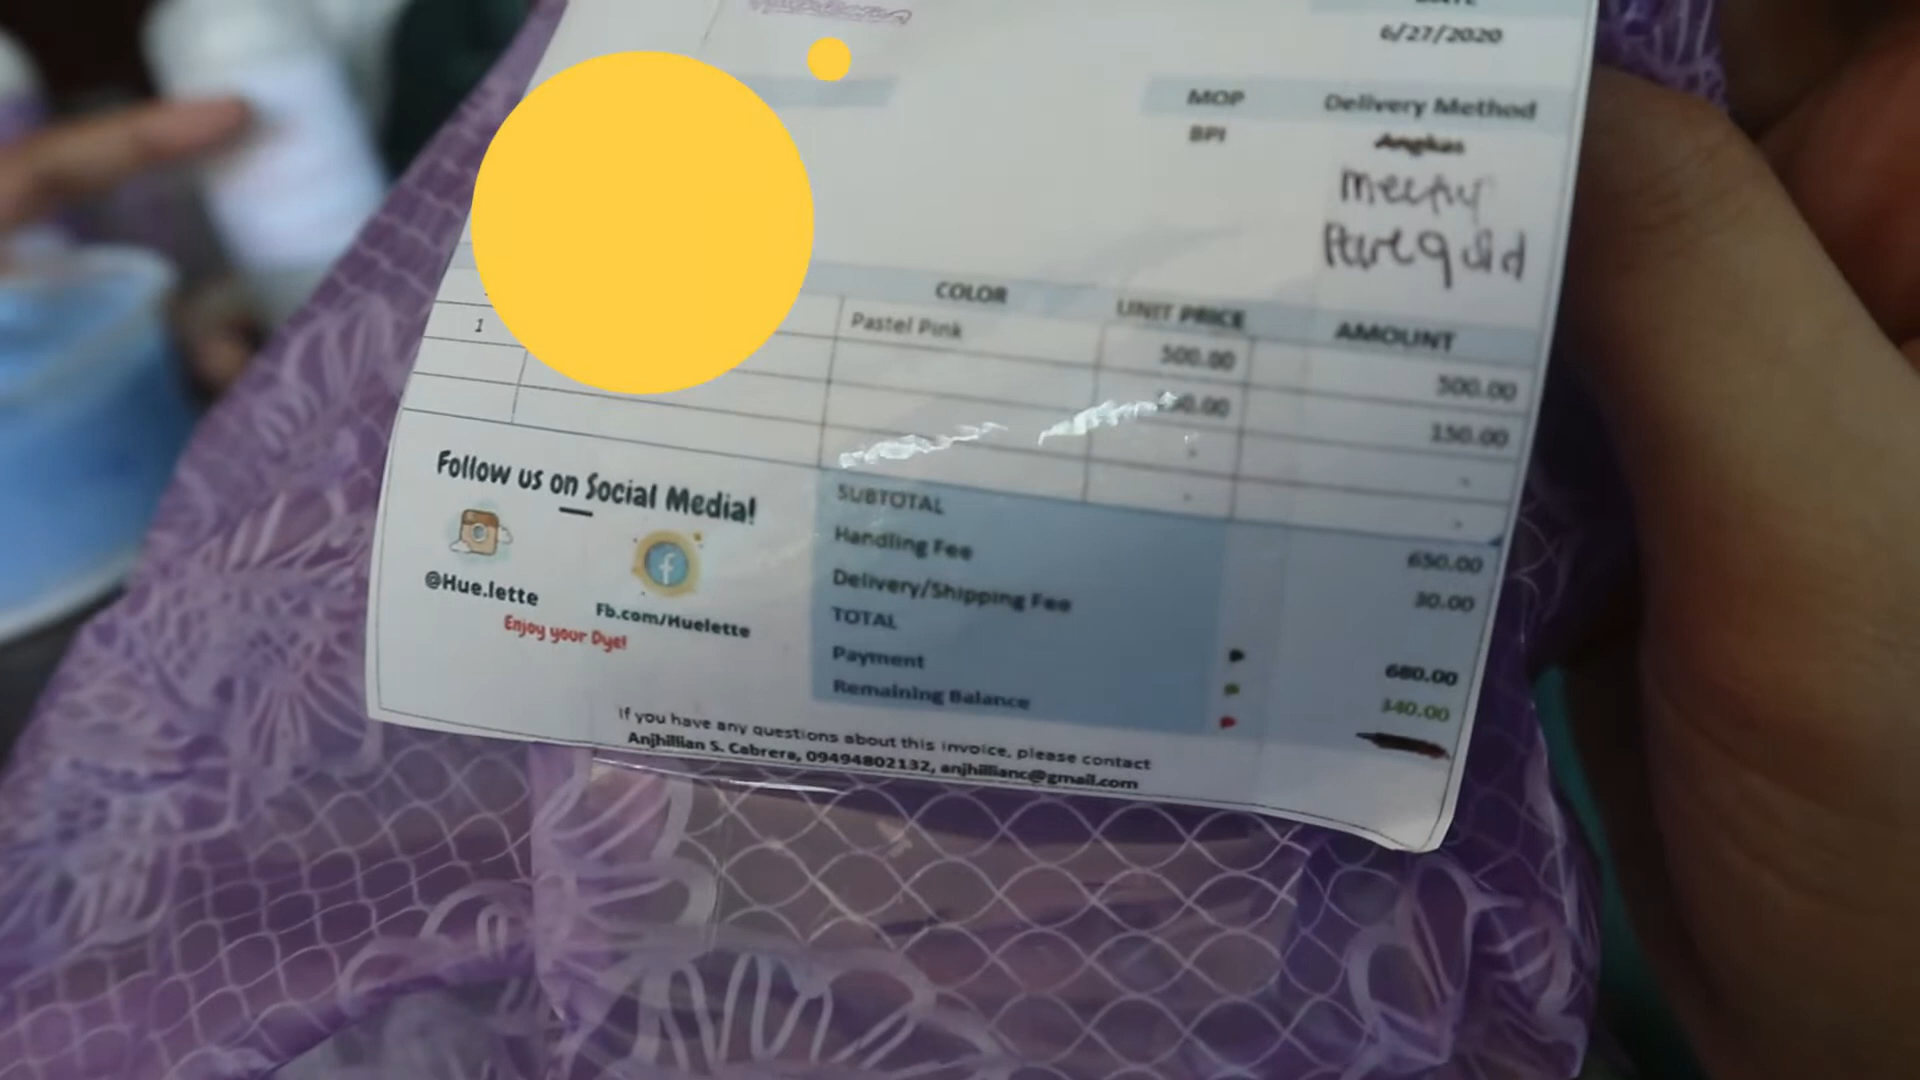 DATE
6/27/2020
MOP
Delivery Method
BPI
Angkas
COLOR
UNIT PRICE
AMOUNT
Pastel Pink
500.00
500.00
1
150.00
SUBTOTAL
650.00
Handling Fee
30.00
Delivery/Shipping Fee
TOTAL
680.00
Payment
340.00
Remaining Balance
Follow us on Social Media!
@Hue.lette
Fb.com/Huelette
Enjoy your Dye!
If you have any questions about this invoice, please contact
Anjhillian S. Cabrera, 09494802132, anjhillianc@gmail.com